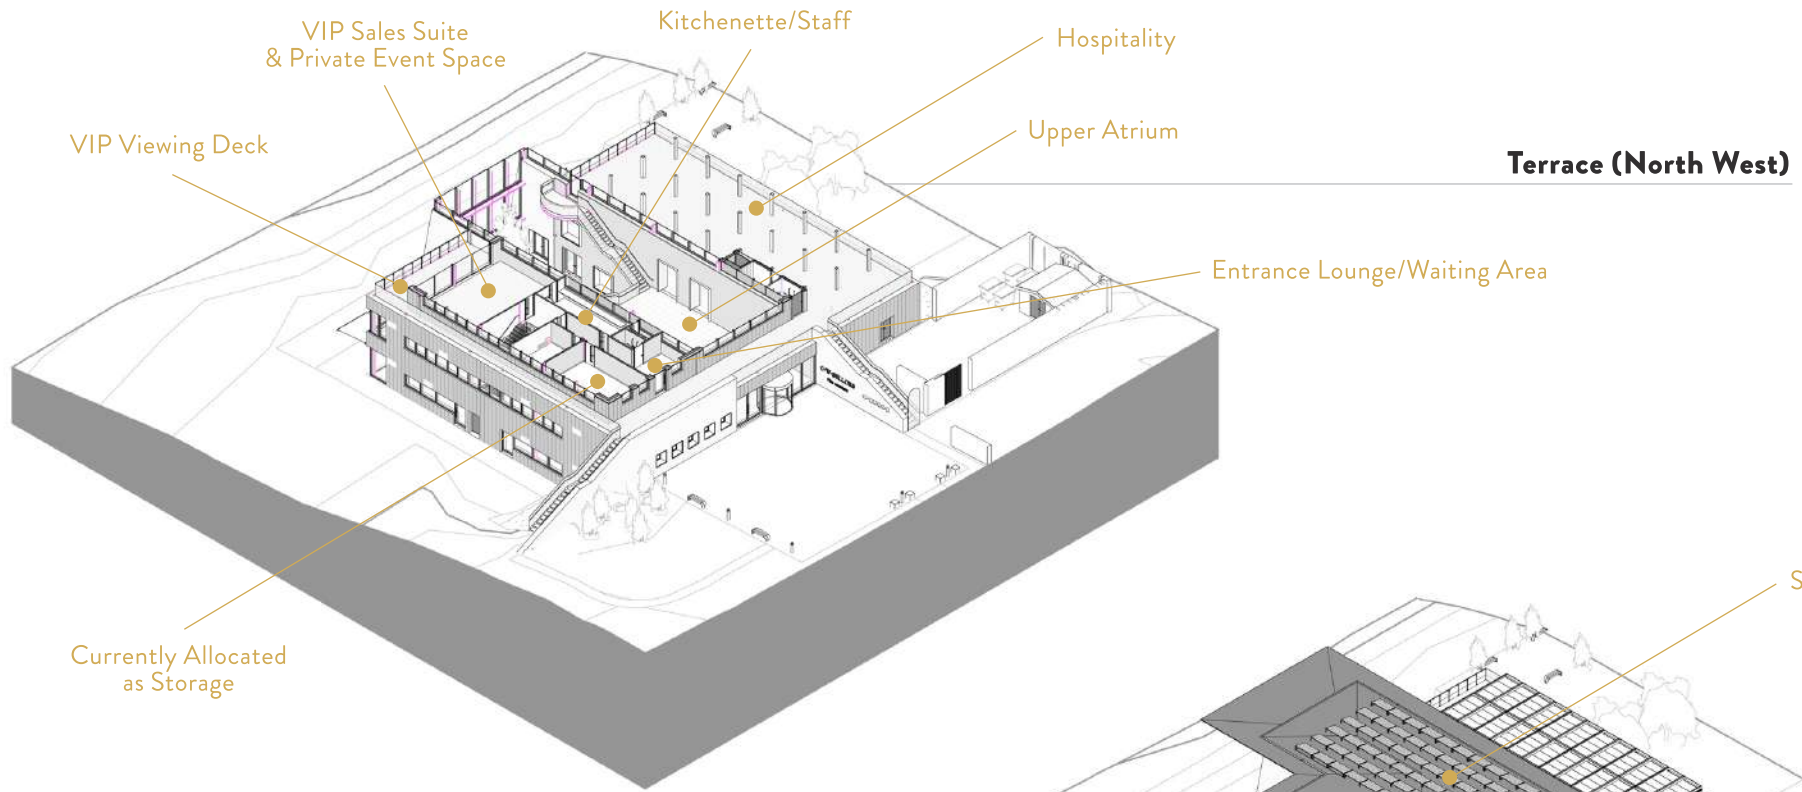 VIP Sales Suite
& Private Event Space
Kitchenette/Staff
Hospitality
Upper Atrium
VIP Viewing Deck
Terrace (North West)
Entrance Lounge/Waiting Area
Currently Allocated
as Storage
S